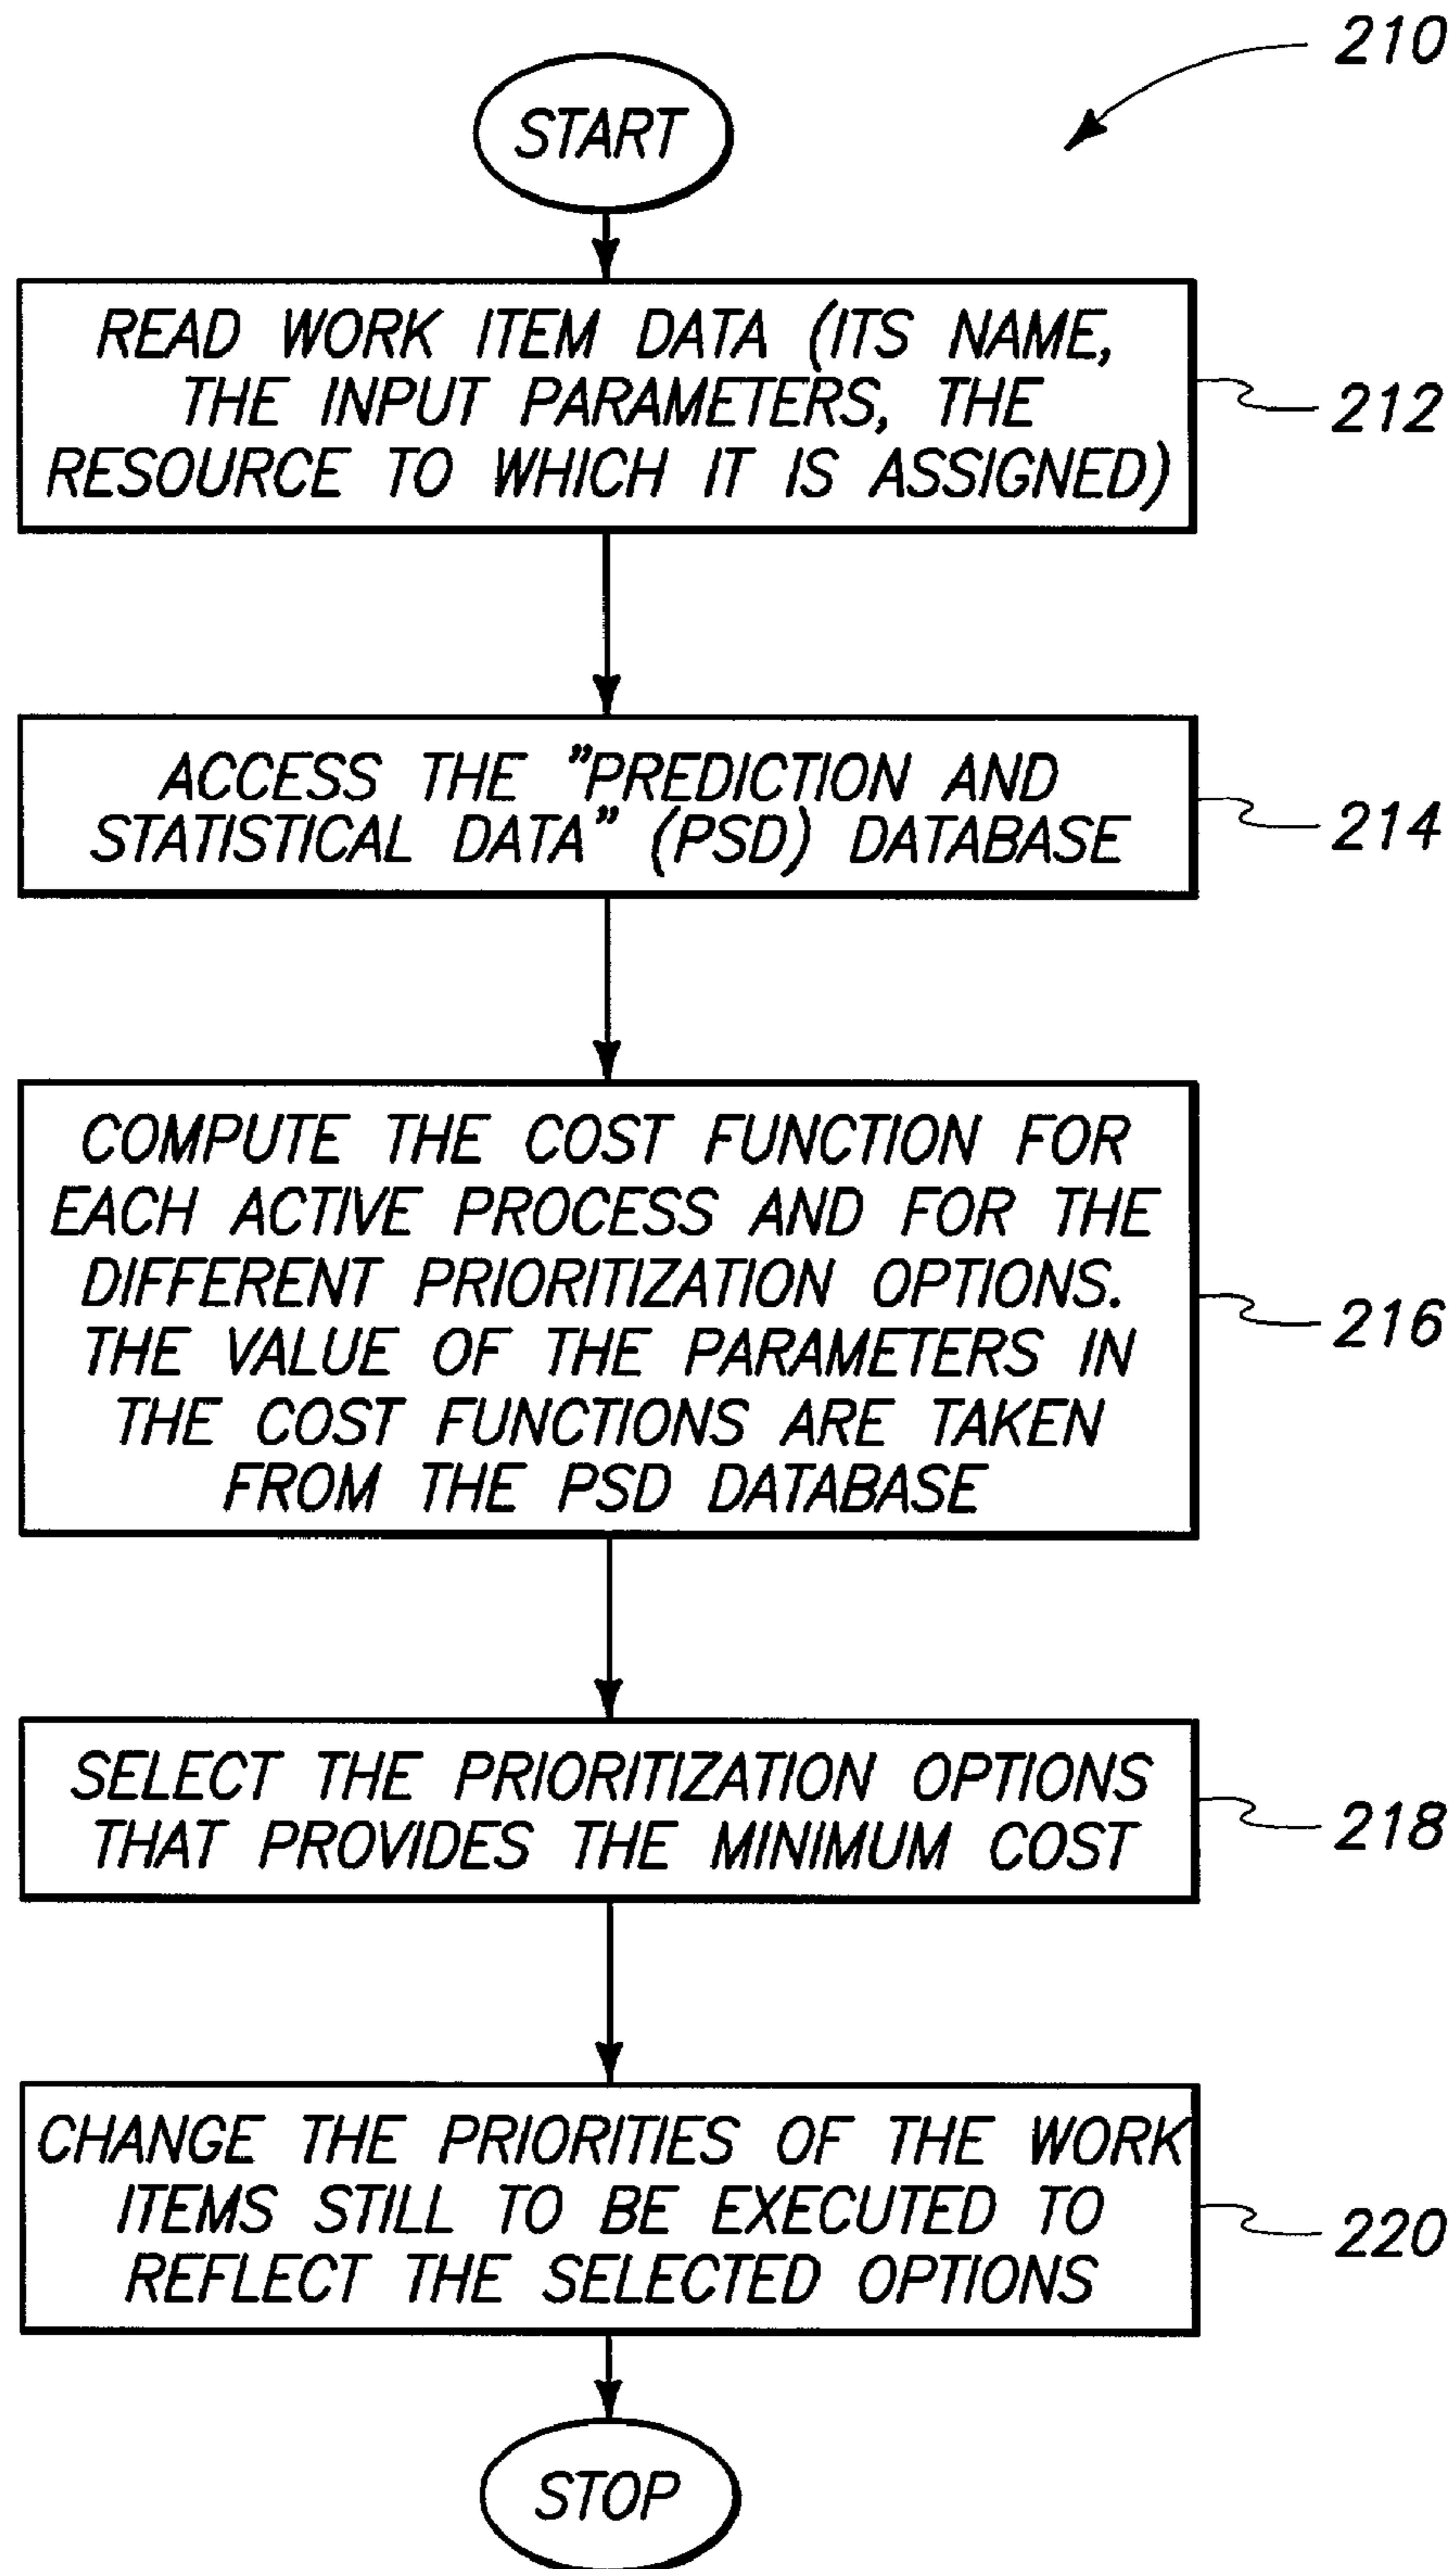 210
START
READ WORK ITEM DATA (ITS NAME,
THE INPUT PARAMETERS, THE
RESOURCE TO WHICH IT IS ASSIGNED)
212
ACCESS THE "PREDICTION AND
STATISTICAL DATA" (PSD) DATABASE
214
COMPUTE THE COST FUNCTION FOR
EACH ACTIVE PROCESS AND FOR THE
DIFFERENT PRIORITIZATION OPTIONS.
THE VALUE OF THE PARAMETERS IN
THE COST FUNCTIONS ARE TAKEN
FROM THE PSD DATABASE
216
SELECT THE PRIORITIZATION OPTIONS
THAT PROVIDES THE MINIMUM COST
218
CHANGE THE PRIORITIES OF THE WORK
ITEMS STILL TO BE EXECUTED TO
REFLECT THE SELECTED OPTIONS
220
STOP